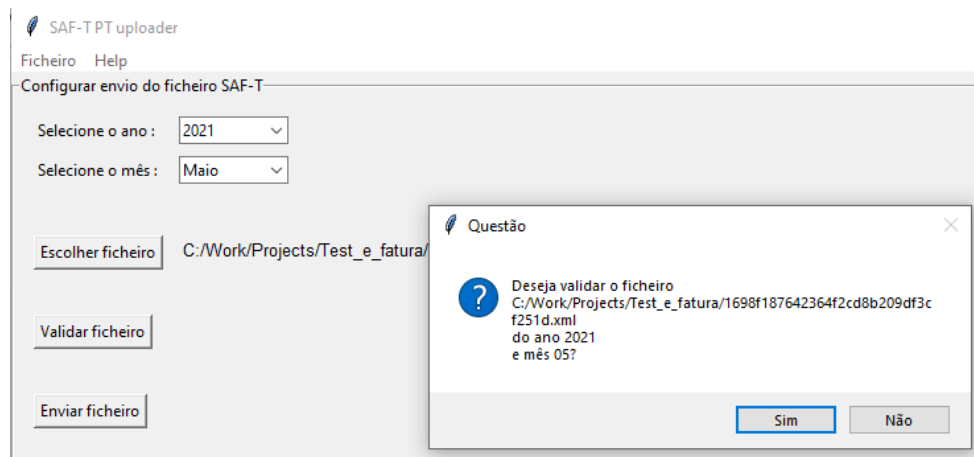 SAF-T PT uploader
Ficheiro Help
Configurar envio do ficheiro SAF-T
Selecione o ano : 2021
Selecione o mês : Maio
Escolher ficheiro C:/Work/Projects/Test_e_fatura/
Validar ficheiro
Enviar ficheiro
Questão
Deseja validar o ficheiro
C:/Work/Projects/Test_e_fatura/1698f187642364f2cd8b209df3c
f251d.xml
do ano 2021
e mês 05?
Sim Não